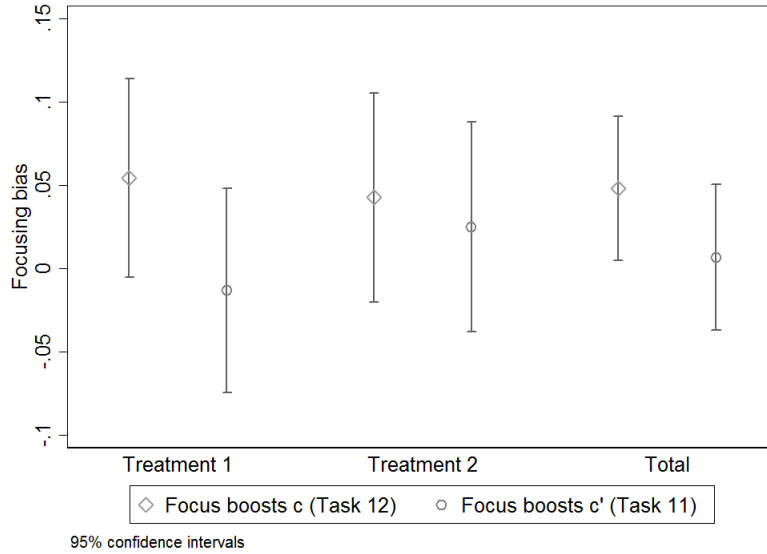 .15
.1
.05
0
-.05
-.1
Focusing bias
Treatment 1 Treatment 2 Total
Focus boosts c (Task 12) Focus boosts c' (Task 11)
95% confidence intervals